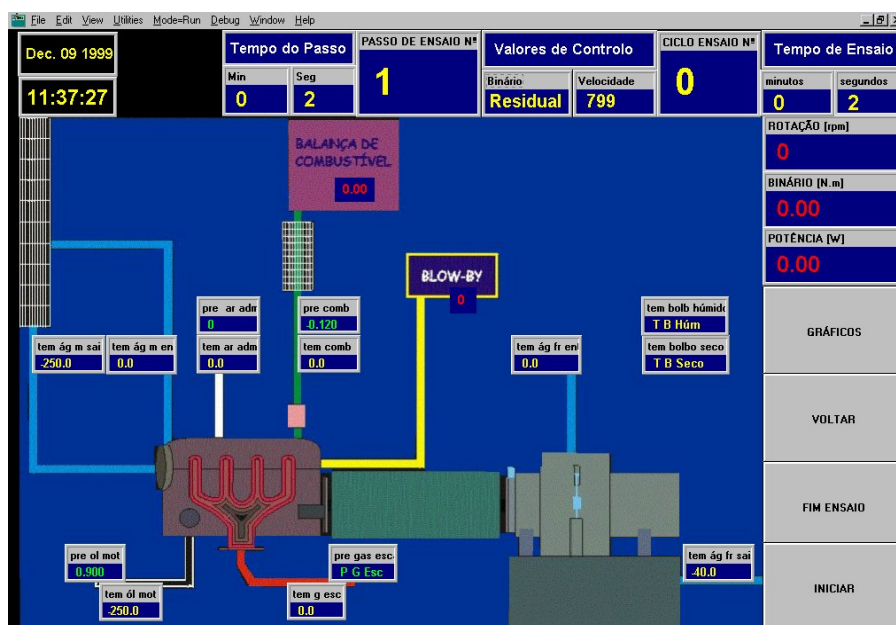 File Edit View Utilities Mode=Run Debug Window Help
Dec. 09 1999
11:37:27
Tempo do Passo
Min
0
Seg
2
PASSO DE ENSAIO Nº
1
Valores de Controlo
Binário
Residual
Velocidade
799
CICLO ENSAIO Nº
0
Tempo de Ensaio
minutos
0
segundos
2
ROTAÇÃO [rpm]
0
BINÁRIO [N.m]
0.00
POTÊNCIA [W]
0.00
BALANÇA DE
COMBUSTÍVEL
0.00
BLOW-BY
0
pre ar adm
0
pre comb
-0.120
tem bolb húmido
T B Húm
tem ág m sai
-250.0
tem ág m en
0.0
tem ar adm
0.0
tem comb
0.0
tem ág fr en
0.0
tem bolbo seco
T B Seco
GRÁFICOS
VOLTAR
FIM ENSAIO
INICIAR
pre ol mot
0.900
pre gas esc
P G Esc
tem ág fr sai
-40.0
tem ól mot
-250.0
tem g esc
0.0